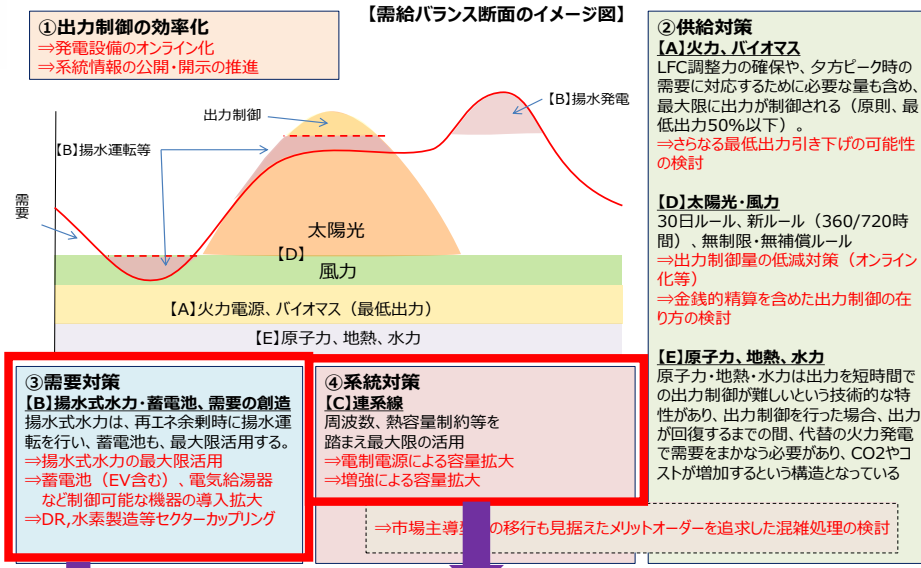 【需給バランス断面のイメージ図】
①出力制御の効率化
⇒発電設備のオンライン化
⇒系統情報の公開・開示の推進
出力制御
【B】揚水発電
【B】揚水運転等
需要
太陽光
【D】
風力
【A】火力電源、バイオマス（最低出力）
【E】原子力、地熱、水力
②供給対策
【A】火力、バイオマス
LFC調整力の確保や、夕方ピーク時の
需要に対応するために必要な量も含め、
最大限に出力が制御される（原則、最
低出力50%以下）。
⇒さらなる最低出力引き下げの可能性
の検討
【D】太陽光・風力
30日ルール、新ルール（360/720時
間）、無制限・無補償ルール
⇒出力制御量の低減対策（オンライン
化等）
⇒金銭的精算を含めた出力制御の在
り方の検討
【E】原子力、地熱、水力
原子力・地熱・水力は出力を短時間で
の出力制御が難しいという技術的な特
性があり、出力制御を行った場合、出力
が回復するまでの間、代替の火力発電
で需要をまかなう必要があり、CO2やコ
ストが増加するという構造となっている
③需要対策
【B】揚水式水力・蓄電池、需要の創造
揚水式水力は、再エネ余剰時に揚水運
転を行い、蓄電池も、最大限活用する。
⇒揚水式水力の最大限活用
⇒蓄電池（EV含む）、電気給湯器
など制御可能な機器の導入拡大
⇒DR,水素製造等セクターカップリング
④系統対策
【C】連系線
周波数、熱容量制約等を
踏まえ最大限の活用
⇒電制電源による容量拡大
⇒増強による容量拡大
⇒市場主導 の移行も見据えたメリットオーダーを追求した混雑処理の検討